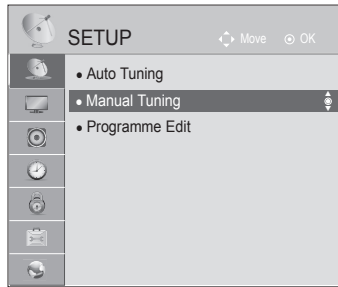 SETUP
Move OK
• Auto Tuning
• Manual Tuning
• Programme Edit